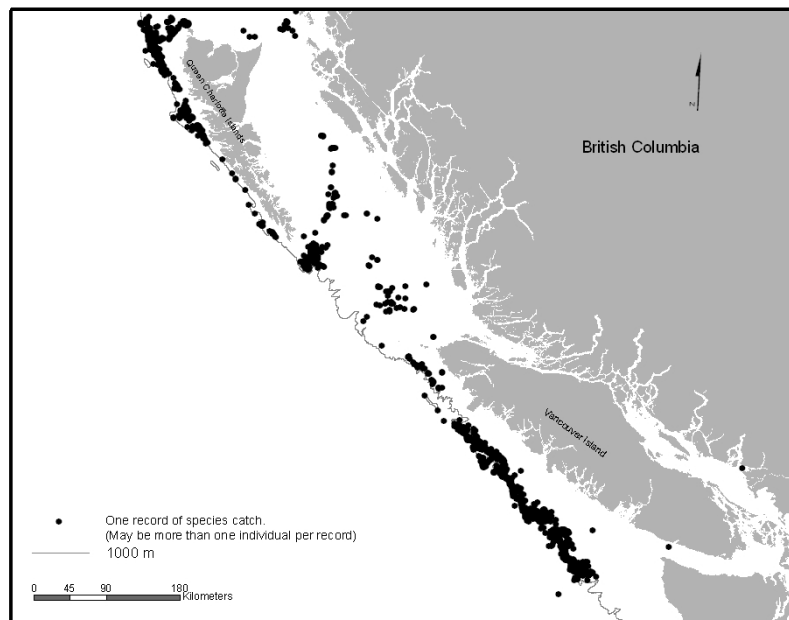 Queen Charlotte Islands
N
British Columbia
Vancouver Island
One record of species catch.
(May be more than one individual per record)
1000 m
0 45 90 180
Kilometers